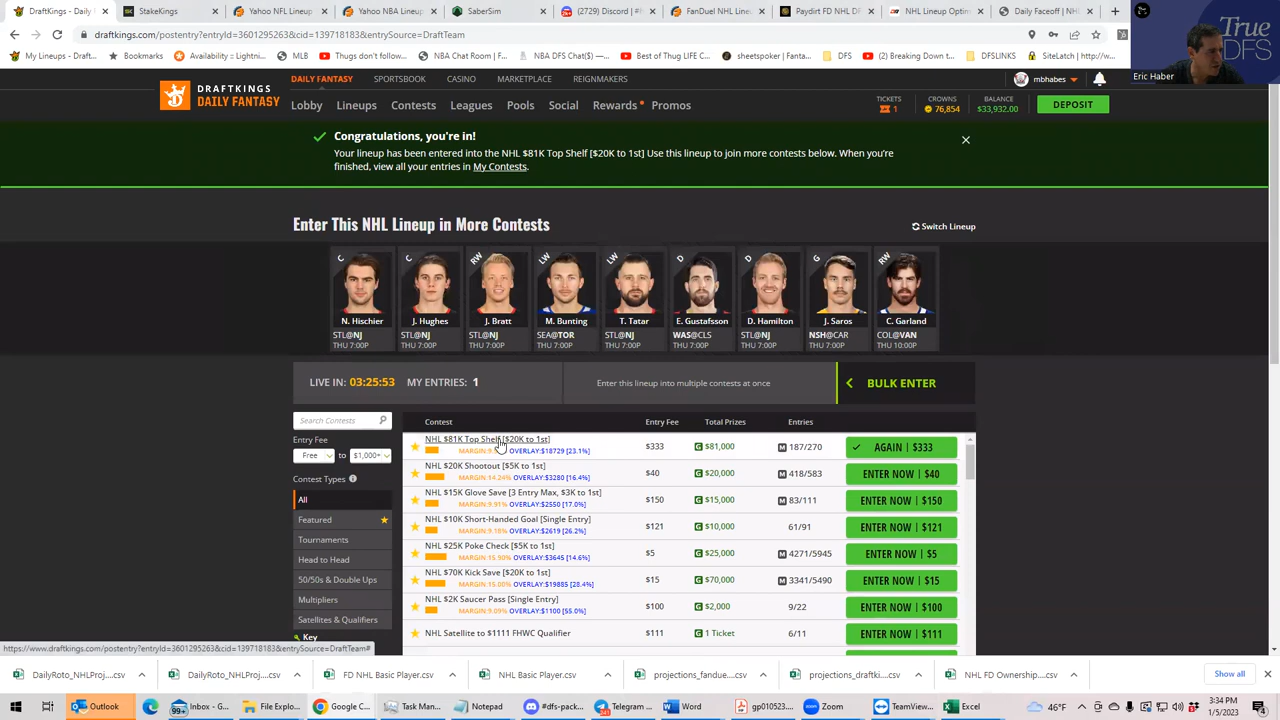 DraftKings - Daily F
StakeKings
Yahoo NFL Lineup
Yahoo NBA Lineup
SaberSim
(2729) Discord | #
FanDuel NHL Lineup
Paydirt FD NHL DF
NHL Lineup Optim
Daily Faceoff | NHL
draftkings.com/postentry?entryId=3601295263&cid=139718183&entrySource=DraftTeam
My Lineups - Draft
Bookmarks
Availability :: Lightni...
MLB
Thugs don't follow t...
NBA Chat Room / D...
NBA DFS Chat($)-...
Best of Thug LIFE C...
sheetspoker | Fanta...
DFS
(2) Breaking Down t...
DFSLINKS
SiteLatch | http://w...
True
DFS
Eric Haber
DRAFTKINGS
DAILY FANTASY
DAILY FANTASY
SPORTSBOOK
CASINO
MARKETPLACE
REIGNMAKERS
mbhabes
Lobby
Lineups
Contests
Leagues
Pools
Social
Rewards
Promos
TICKETS
1
CROWNS
76,854
BALANCE
$33,932.00
DEPOSIT
Congratulations, you're in!
Your lineup has been entered into the NHL $81K Top Shelf [$20K to 1st] Use this lineup to join more contests below. When you're
finished, view all your entries in My Contests.
Enter This NHL Lineup in More Contests
Switch Lineup
C
C
RW
LW
LW
D
D
G
RW
N. Hischier
J. Hughes
J. Bratt
M. Bunting
T. Tatar
E. Gustafsson
D. Hamilton
J. Saros
C. Garland
STL@NJ
STL@NJ
STL@NJ
SEA@TOR
STL@NJ
WAS@CLS
STL@NJ
NSH@CAR
COL@VAN
THU 7:00P
THU 7:00P
THU 7:00P
THU 7:00P
THU 7:00P
THU 7:00P
THU 7:00P
THU 7:00P
THU 10:00P
LIVE IN: 03:25:53
MY ENTRIES: 1
Enter this lineup into multiple contests at once
BULK ENTER
Search Contests
Entry Fee
Free
to
$1,000+
Contest Types
All
Featured
Tournaments
Head to Head
50/50s & Double Ups
Multipliers
Satellites & Qualifiers
Key
Contest
Entry Fee
Total Prizes
Entries
NHL $81K Top Shelf [$20K to 1st]
MARGIN:9. OVERLAY:$18729 [23.1%]
$333
G $81,000
M 187/270
AGAIN | $333
NHL $20K Shootout [$5K to 1st]
MARGIN:14.24% OVERLAY:$3280 [16.4%]
$40
G $20,000
M 418/583
ENTER NOW | $40
NHL $15K Glove Save [3 Entry Max, $3K to 1st]
MARGIN:9.91% OVERLAY:$2550 [17.0%]
$150
G $15,000
M 83/111
ENTER NOW | $150
NHL $10K Short-Handed Goal [Single Entry]
MARGIN:9.18% OVERLAY:$2619 [26.2%]
$121
G $10,000
61/91
ENTER NOW | $121
NHL $25K Poke Check [$5K to 1st]
MARGIN:15.90% OVERLAY:$3645 [14.6%]
$5
G $25,000
M 4271/5945
ENTER NOW | $5
NHL $70K Kick Save [$20K to 1st]
MARGIN:15.00% OVERLAY:$19885 [28.4%]
$15
G $70,000
M 3341/5490
ENTER NOW | $15
NHL $2K Saucer Pass [Single Entry]
MARGIN:9.09% OVERLAY:$1100 [55.0%]
$100
G $2,000
9/22
ENTER NOW | $100
NHL Satellite to $1111 FHWC Qualifier
$111
G 1 Ticket
6/11
ENTER NOW | $111
https://www.draftkings.com/postentry?entryId=3601295263&cid=139718183&entrySource=DraftTeam#
DailyRoto_NHLProj....csv
DailyRoto_NHLProj....csv
FD NHL Basic Player.csv
NHL Basic Player.csv
projections_fandue....csv
projections_draftki....csv
NHL FD Ownership....csv
Show all
Outlook
99+
Inbox - G...
File Explo...
Google C...
Task Man...
Notepad
#dfs-pack...
Telegram ...
Word
gp010523...
Zoom
TeamView...
Excel
46°F
3:34 PM
1/5/2023